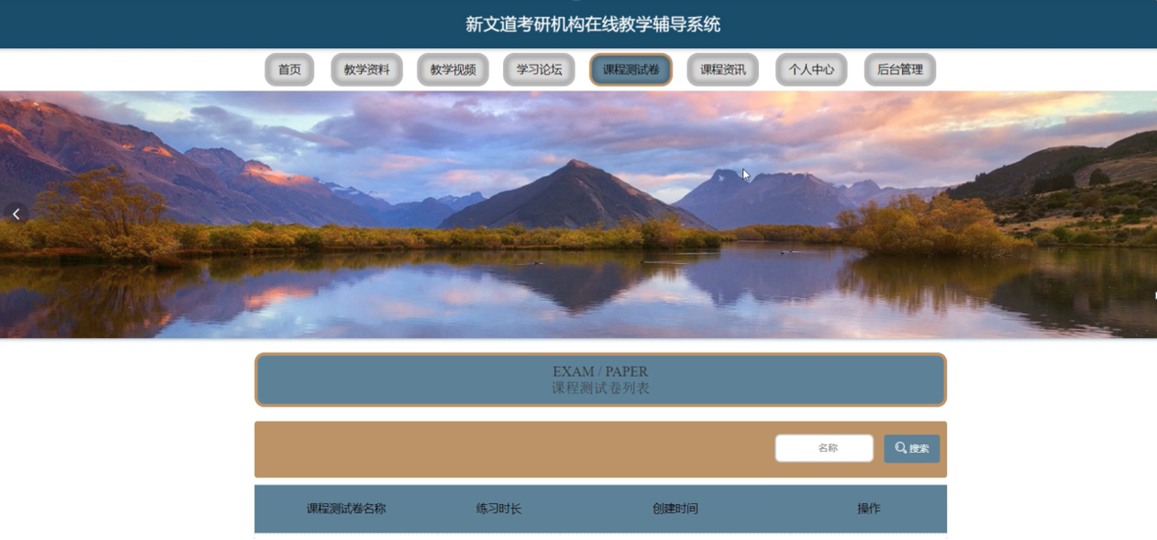 新文道考研机构在线教学辅导系统
首页 教学资料 教学视频 学习论坛 课程测试卷 课程资讯 个人中心 后台管理
EXAM / PAPER
课程测试卷列表
名称 搜索
课程测试卷名称 练习时长 创建时间 操作